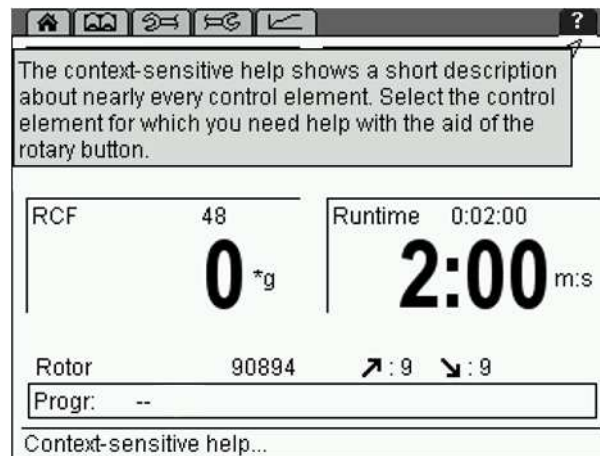 ?
The context-sensitive help shows a short description
about nearly every control element. Select the control
element for which you need help with the aid of the
rotary button.
RCF 48
0 *g
Runtime 0:02:00
2:00 m:s
Rotor 90894 ↗ : 9 ↘ : 9
Progr: --
Context-sensitive help...